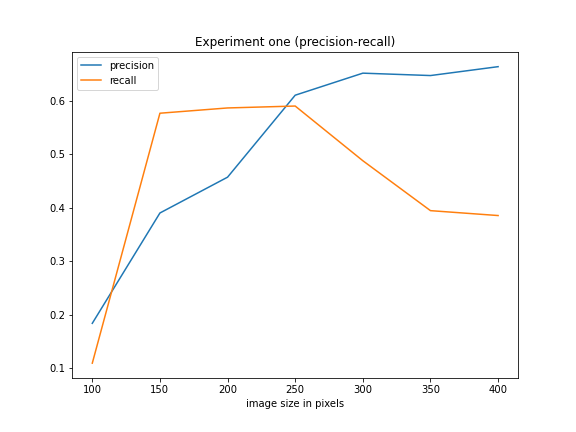 Experiment one (precision-recall)
precision
recall
0.6
0.5
0.4
0.3
0.2
0.1
100 150 200 250 300 350 400
image size in pixels